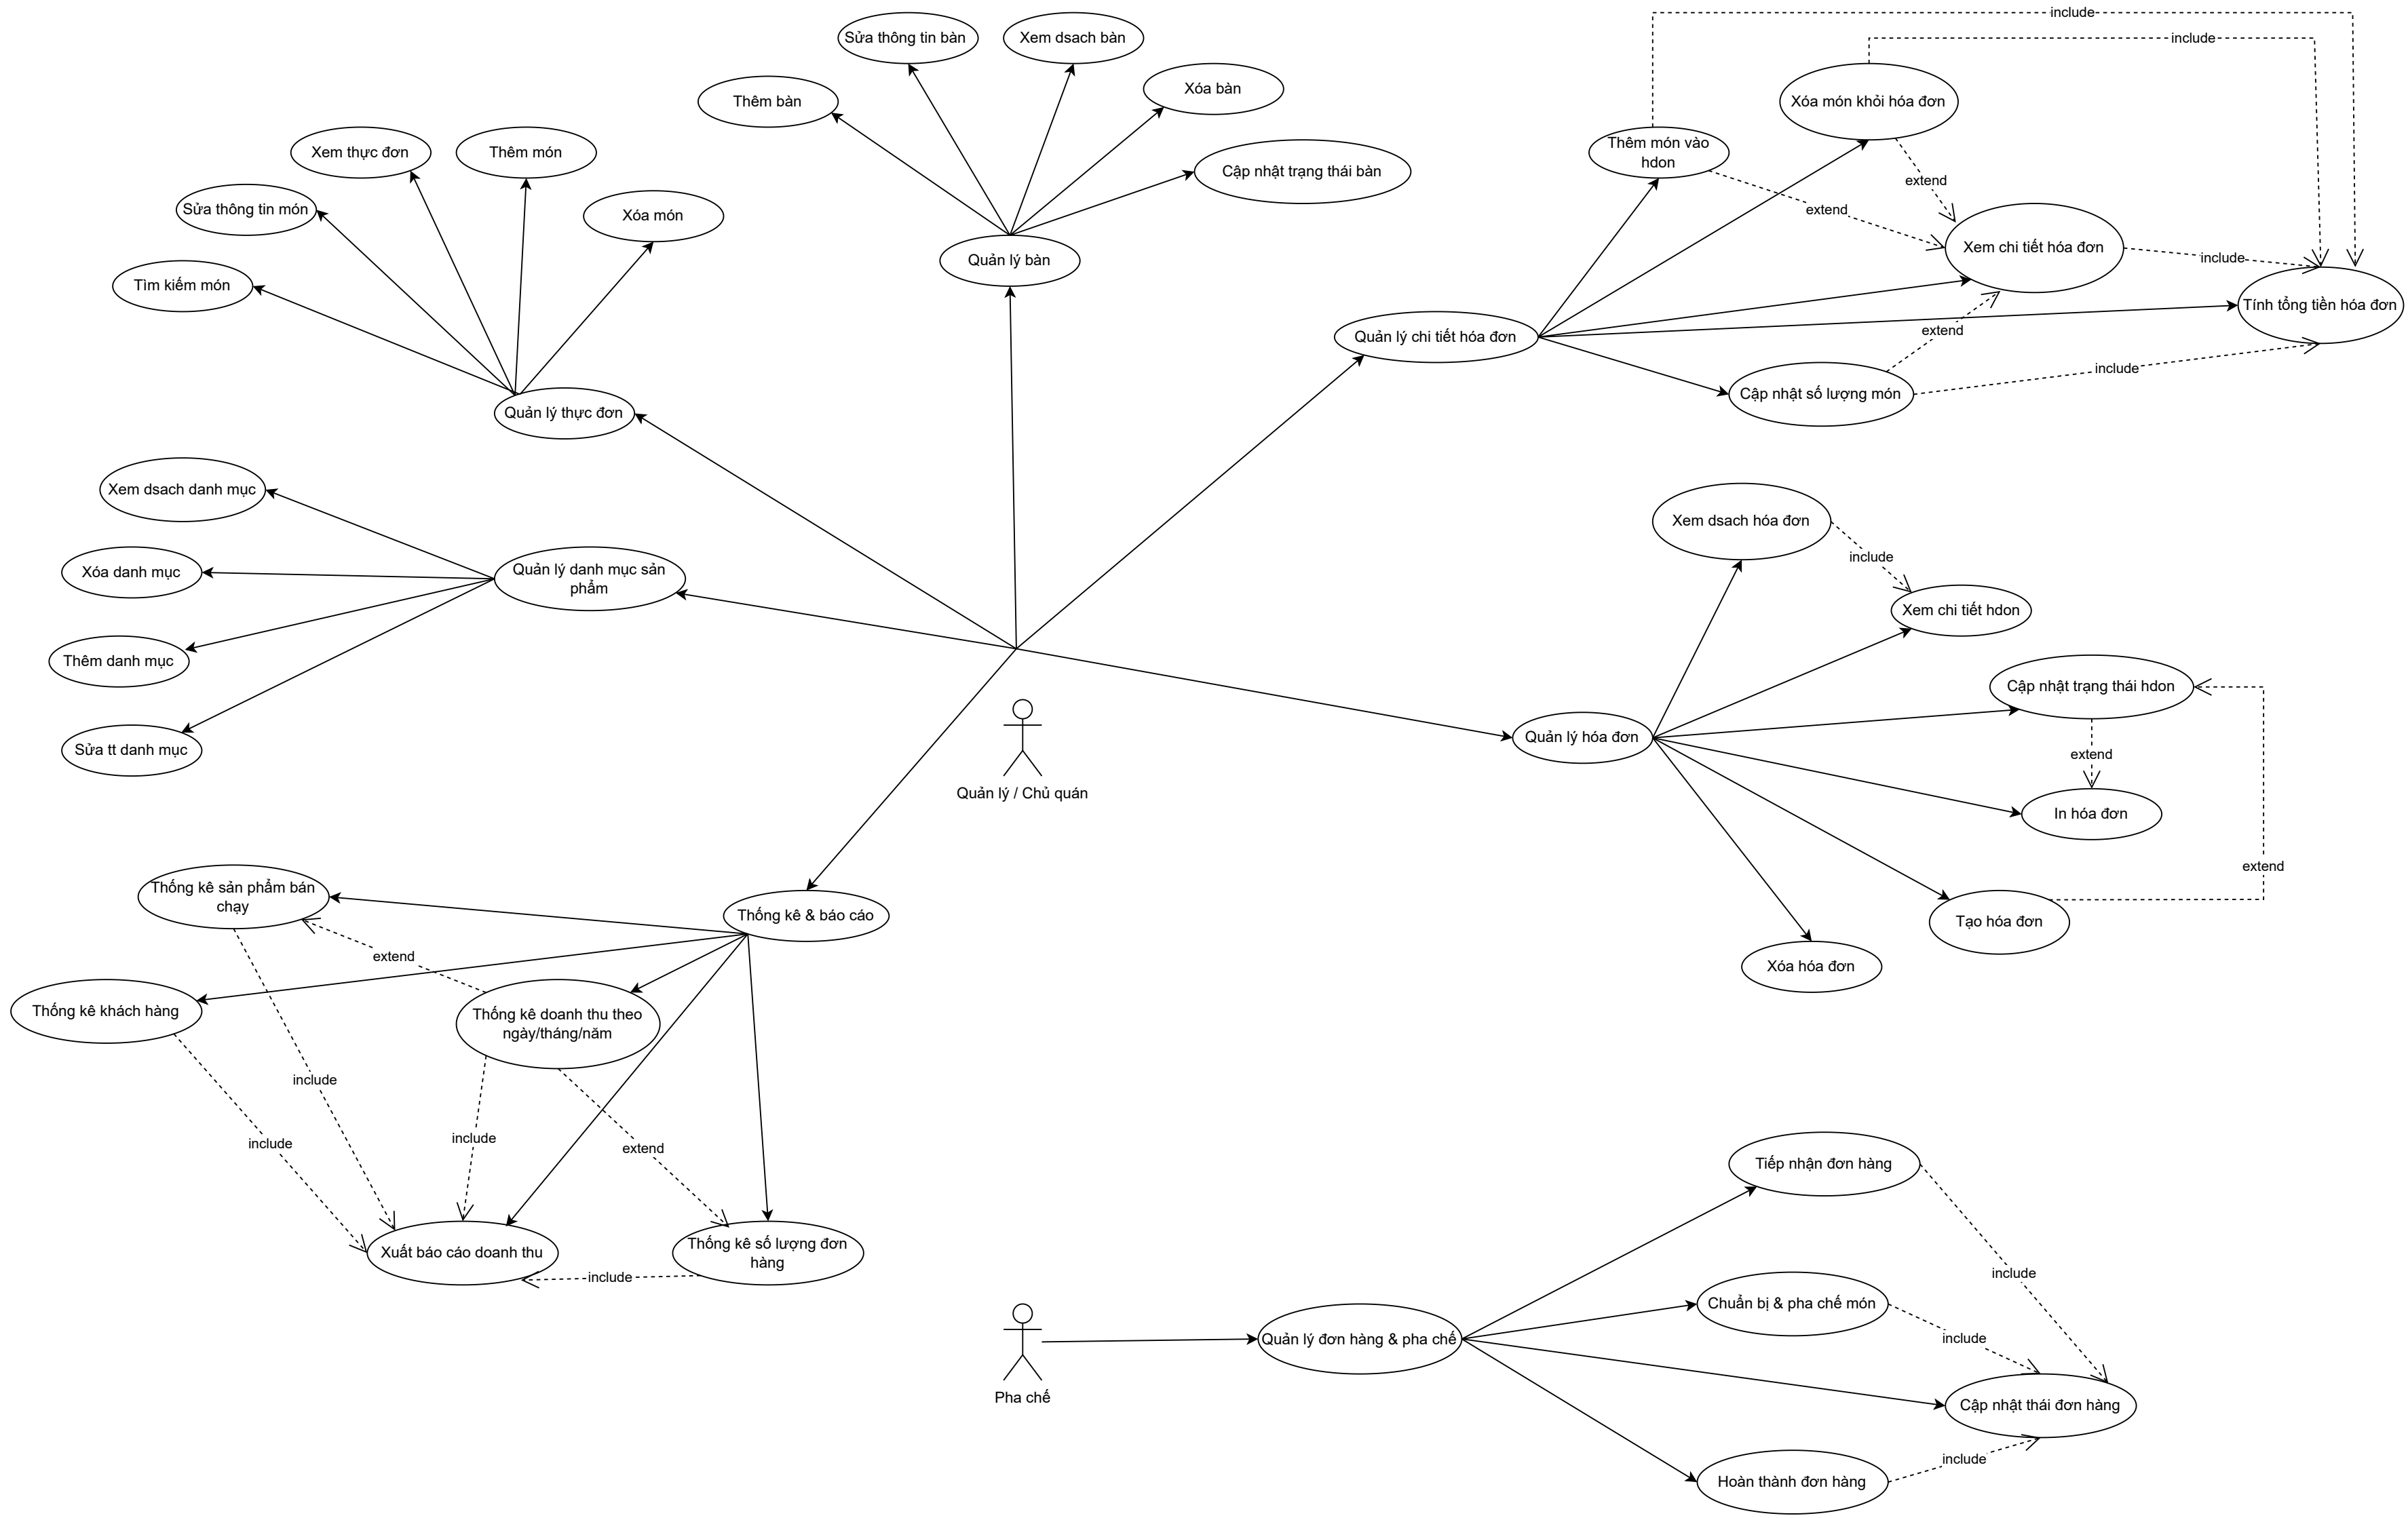 include
Sửa thông tin bàn
Xem dsach bàn
include
Xóa bàn
Thêm bàn
Xóa món khỏi hóa đơn
Xem thực đơn
Thêm món
Thêm món vào
hdon
Cập nhật trạng thái bàn
extend
Sửa thông tin món
Xóa món
extend
Xem chi tiết hóa đơn
Quản lý bàn
include
Tìm kiếm món
Tính tổng tiền hóa đơn
extend
Quản lý chi tiết hóa đơn
include
Cập nhật số lượng món
Quản lý thực đơn
Xem dsach danh mục
Xem dsach hóa đơn
include
Xóa danh mục
Quản lý danh mục sản
phẩm
Xem chi tiết hdon
Thêm danh mục
Cập nhật trạng thái hdon
Sửa tt danh mục
Quản lý hóa đơn
extend
Quản lý / Chủ quán
In hóa đơn
extend
Thống kê sản phẩm bán
chạy
Thống kê & báo cáo
Tạo hóa đơn
extend
Xóa hóa đơn
Thống kê khách hàng
Thống kê doanh thu theo
ngày/tháng/năm
include
include
include
extend
Tiếp nhận đơn hàng
Xuất báo cáo doanh thu
Thống kê số lượng đơn
hàng
include
include
Chuẩn bị & pha chế món
Quản lý đơn hàng & pha chế
include
Pha chế
Cập nhật thái đơn hàng
include
Hoàn thành đơn hàng